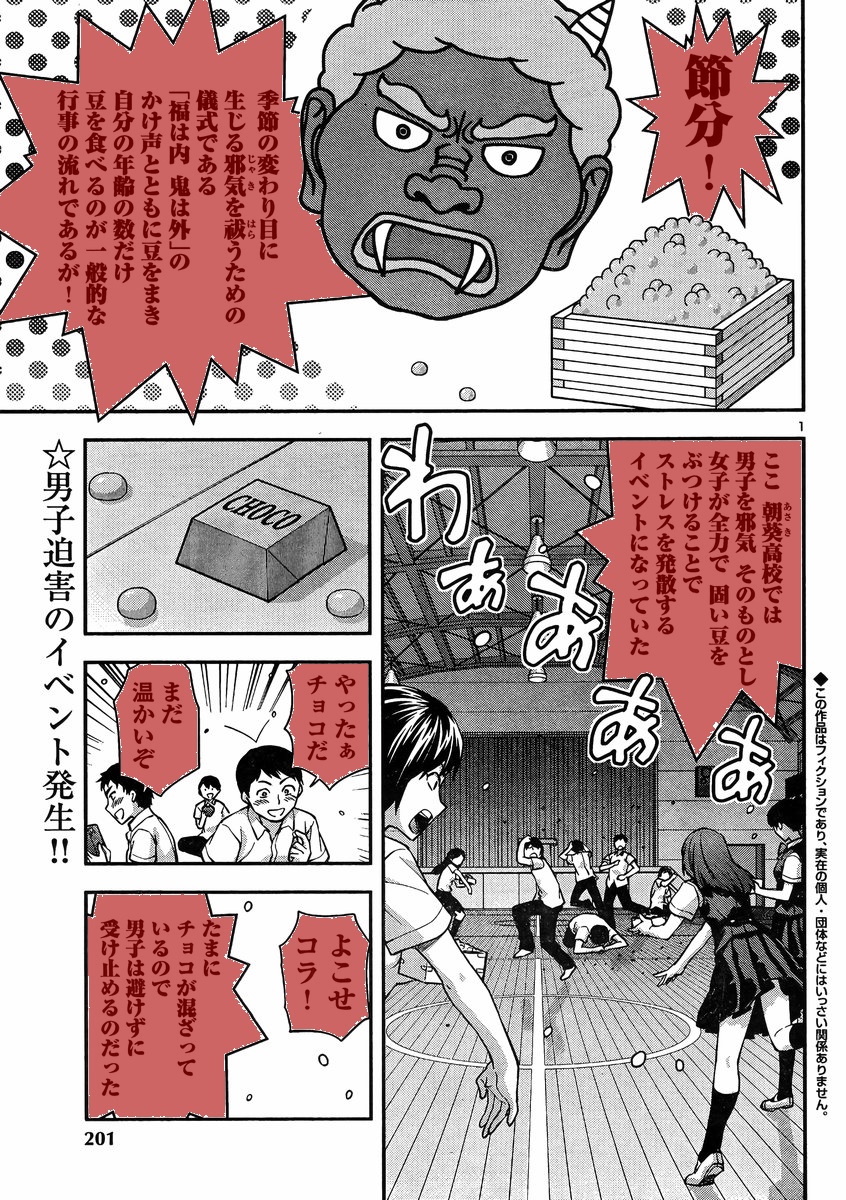 節分！
季節の変わり目に
生じる邪気を祓うための
じゃき
はら
儀式である
「福は内 鬼は外」の
かけ声とともに豆をまき
自分の年齢の数だけ
豆を食べるのが一般的な
行事の流れであるが！
1
ここ 朝葵高校では
あさき
男子を邪気 そのものとし
女子が全力で 固い豆を
ぶつけることで
ストレスを発散する
イベントになっていた
わ
あ
あ
あ
あ
CHOCO
やったぁ
チョコだ
まだ
温かいぞ
よこせ
コラ！
たまに
チョコが混ざって
いるので
男子は避けずに
受け止めるのだった
☆男子迫害のイベント発生!!
◆この作品はフィクションであり、実在の個人・団体などにはいっさい関係ありません。
201